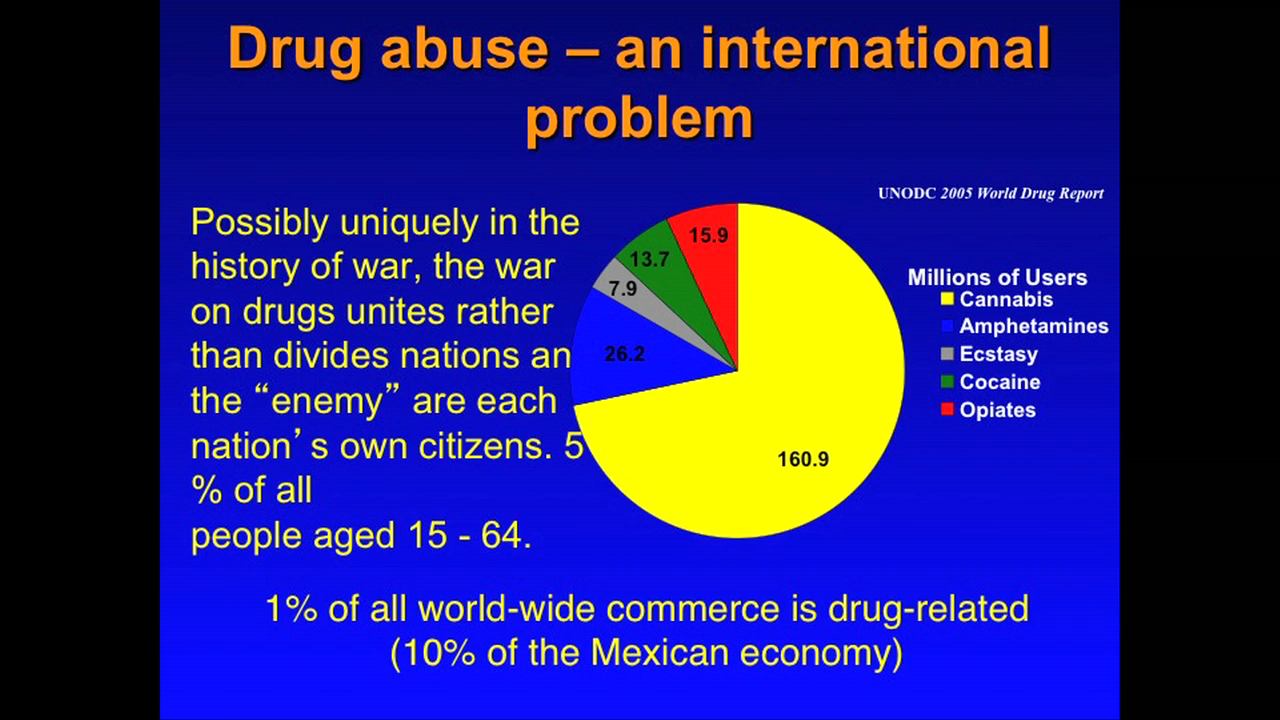 Drug abuse – an international
problem
UNODC 2005 World Drug Report
Possibly uniquely in the
history of war, the war
on drugs unites rather
than divides nations an
the “enemy” are each
nation’s own citizens. 5
% of all
people aged 15 - 64.
15.9
13.7
7.9
26.2
160.9
Millions of Users
Cannabis
Amphetamines
Ecstasy
Cocaine
Opiates
1% of all world-wide commerce is drug-related
(10% of the Mexican economy)